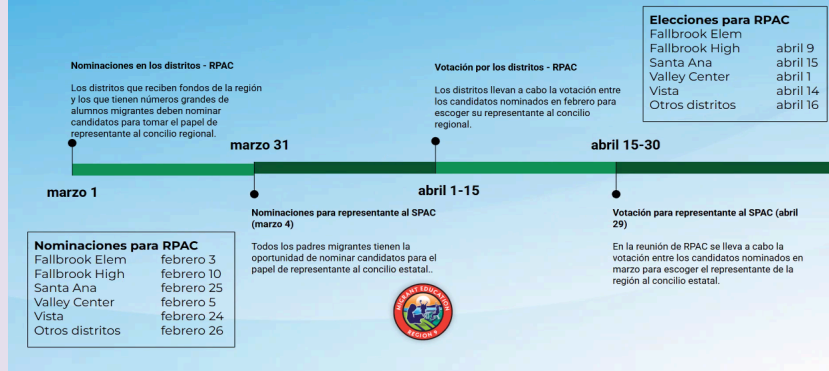 Elecciones para RPAC
Fallbrook Elem
Fallbrook High abril 9
Santa Ana abril 15
Valley Center abril 1
Vista abril 14
Otros distritos abril 16
Nominaciones en los distritos - RPAC
Los distritos que reciben fondos de la región
y los que tienen números grandes de
alumnos migrantes deben nominar
candidatos para tomar el papel de
representante al concilio regional.
Votación por los distritos - RPAC
Los distritos llevan a cabo la votación entre
los candidatos nominados en febrero para
escoger su representante al concilio
regional.
marzo 31
abril 15-30
marzo 1
abril 1-15
Nominaciones para representante al SPAC
(marzo 4)
Todos los padres migrantes tienen la
oportunidad de nominar candidatos para el
papel de representante al concilio estatal..
Votación para representante al SPAC (abril
29)
En la reunión de RPAC se lleva a cabo la
votación entre los candidatos nominados en
marzo para escoger el representante de la
región al concilio estatal.
Nominaciones para RPAC
Fallbrook Elem febrero 3
Fallbrook High febrero 10
Santa Ana febrero 25
Valley Center febrero 5
Vista febrero 24
Otros distritos febrero 26
MIGRANT EDUCATION
REGION 9